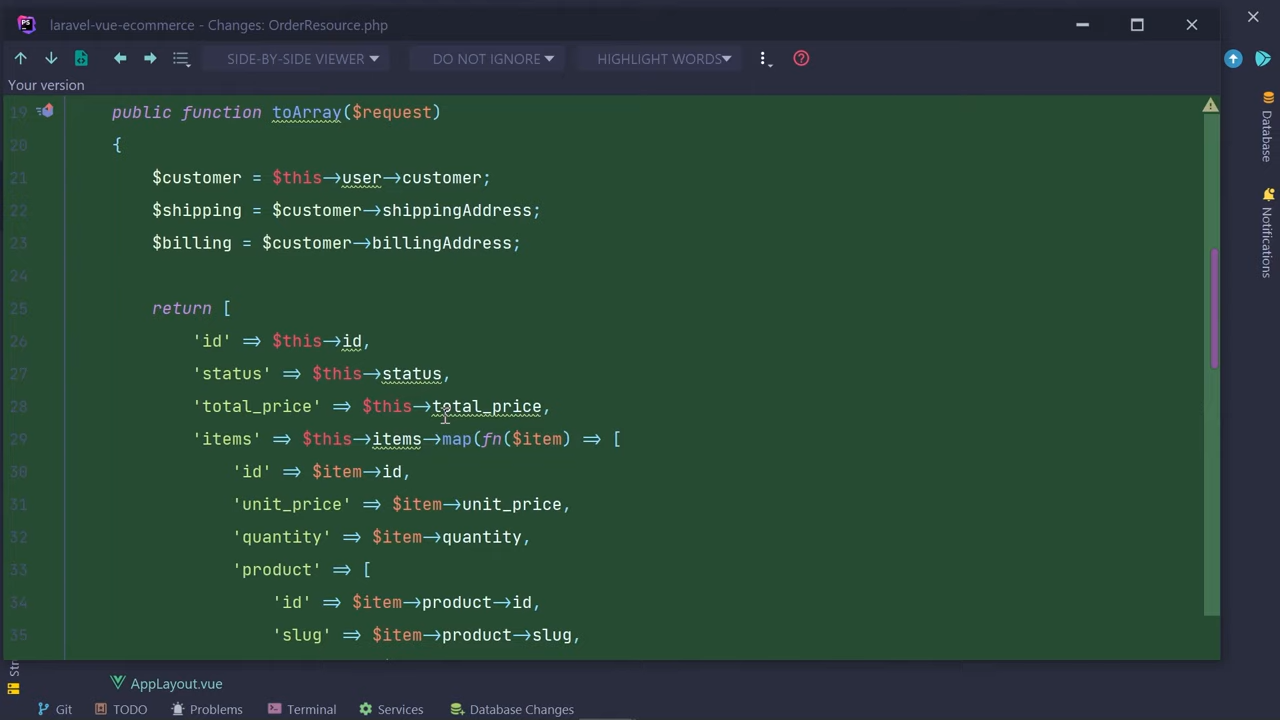 PS laravel-vue-ecommerce - Changes: OrderResource.php
SIDE-BY-SIDE VIEWER DO NOT IGNORE HIGHLIGHT WORDS
Your version
19 public function toArray($request)
20 {
21 $customer = $this->user->customer;
22 $shipping = $customer->shippingAddress;
23 $billing = $customer->billingAddress;
24
25 return [
26 'id' => $this->id,
27 'status' => $this->status,
28 'total_price' => $this->total_price,
29 'items' => $this->items->map(fn($item) => [
30 'id' => $item->id,
31 'unit_price' => $item->unit_price,
32 'quantity' => $item->quantity,
33 'product' => [
34 'id' => $item->product->id,
35 'slug' => $item->product->slug,
Database
Notifications
AppLayout.vue
Git TODO Problems Terminal Services Database Changes